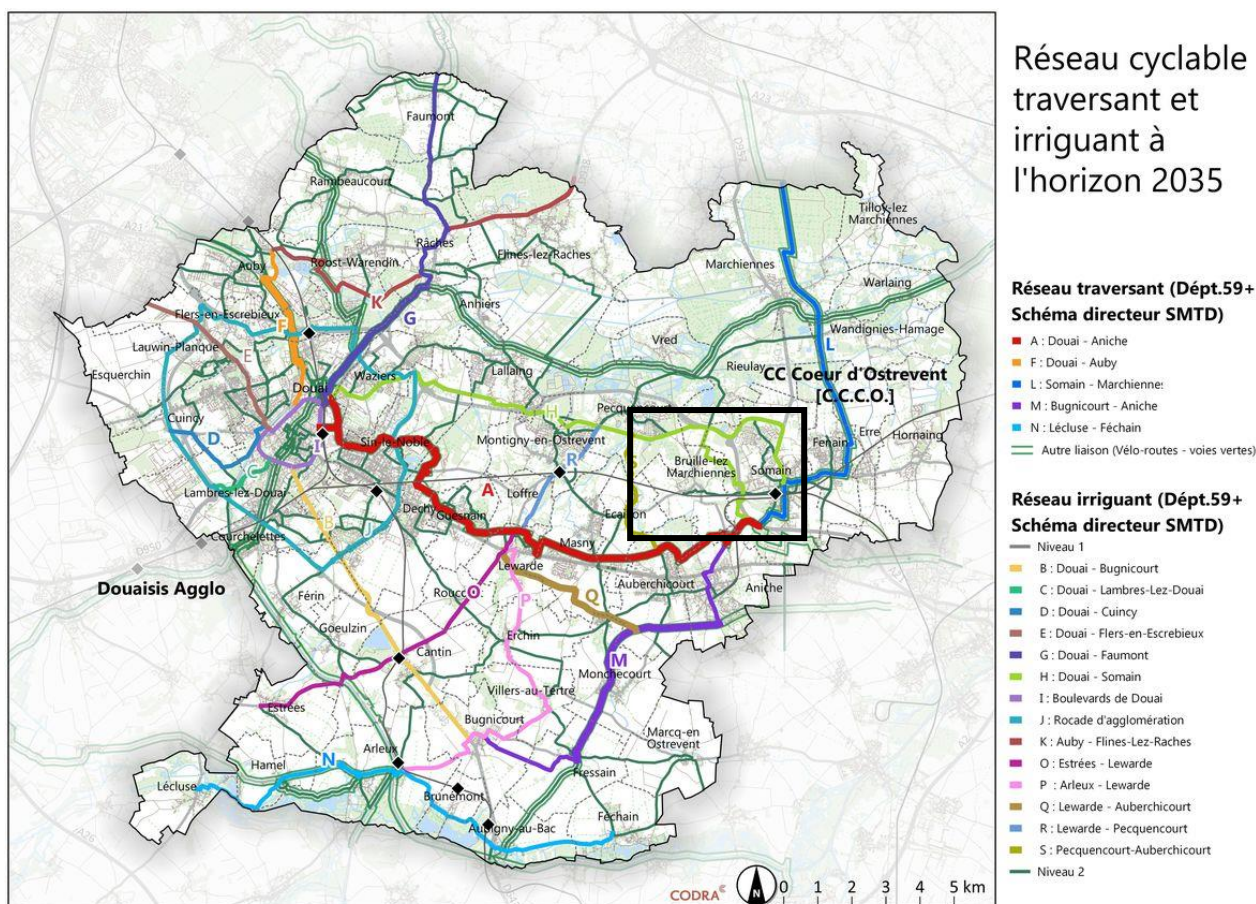 Réseau cyclable
traversant et
irriguant à
l'horizon 2035
Réseau traversant (Dépt.59+
Schéma directeur SMTD)
A : Douai - Aniche
F : Douai - Auby
L : Somain - Marchiennes
M : Bugnicourt - Aniche
N : Lécluse - Féchain
Autre liaison (Vélo-routes - voies vertes)
Réseau irriguant (Dépt.59+
Schéma directeur SMTD)
Niveau 1
B : Douai - Bugnicourt
C : Douai - Lambres-Lez-Douai
D : Douai - Cuincy
E : Douai - Flers-en-Escrebieux
G : Douai - Faumont
H : Douai - Somain
I : Boulevards de Douai
J : Rocade d'agglomération
K : Auby - Flines-Lez-Raches
O : Estrées - Lewarde
P : Arleux - Lewarde
Q : Lewarde - Auberchicourt
R : Lewarde - Pecquencourt
S : Pecquencourt-Auberchicourt
Niveau 2
Faumont
A23
Raimbeaucourt
Tilloy-lez
Marchiennes
Râches
Flines-lez-Raches
Auby
Roost-Warendin
Marchiennes
Warlaing
K
Anhiers
G
Flers-en-Escrebieux
F
Lauwin-Planque
E
Wandignies-Hamage
Vred
L
Esquerchin
Waziers
Lallaing
Rieulay
CC Coeur d'Ostrevent
[C.C.C.O.]
Douai
Cuincy
H
Pecquencourt
D
Sin-le-Noble
Montigny-en-Ostrevent
I
R
S
Bruille-lez
Marchiennes
Somain
Fenain
Erre
Hornaing
C
Lambres-lez-Douai
A
Loffre
Dechy
Guesnain
Ecaillon
B
J
Courchelettes
Masny
Lewarde
Auberchicourt
Aniche
Douaisis Agglo
Férin
O
P
Q
Goeulzin
Erchin
Cantin
M
Monchecourt
Villers-au-Tertre
Estrées
Bugnicourt
Marcq-en
Ostrevent
Arleux
Hamel
N
Fressain
Lécluse
Brunémont
Aubigny-au-Bac
Féchain
A26
CODRA
N
0 1 2 3 4 5 km